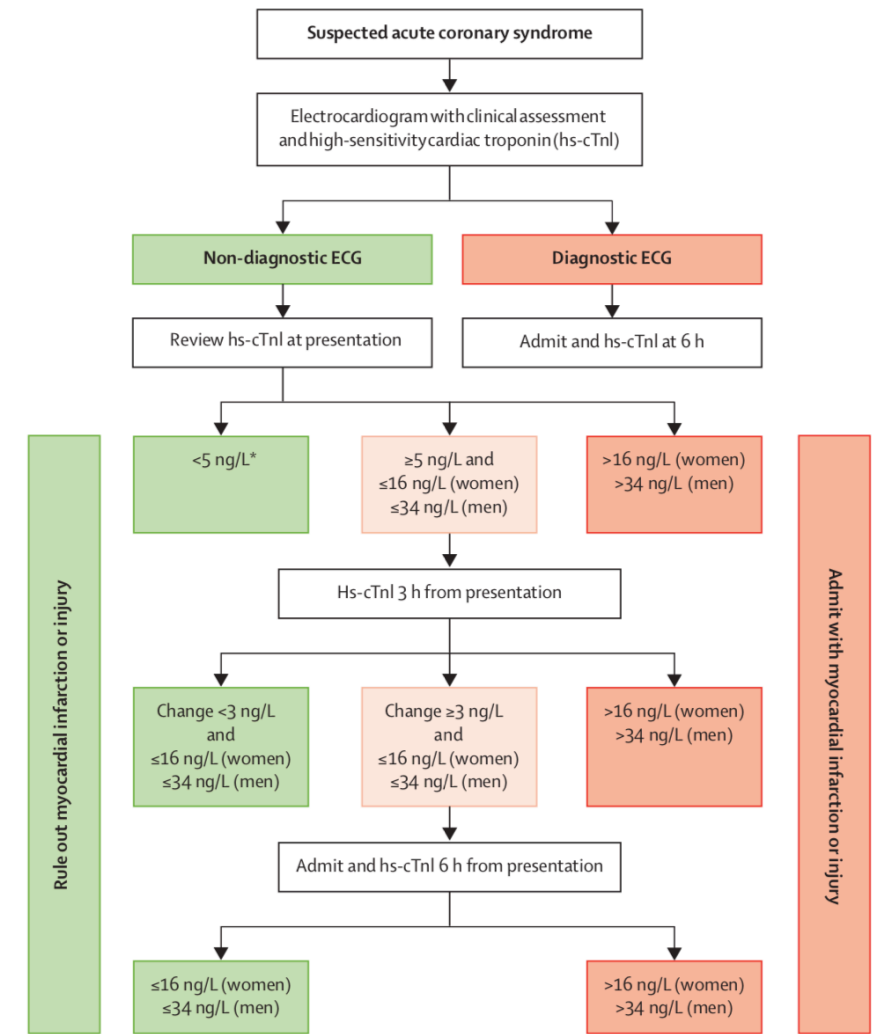 Suspected acute coronary syndrome
Electrocardiogram with clinical assessment
and high-sensitivity cardiac troponin (hs-cTnI)
Non-diagnostic ECG
Diagnostic ECG
Review hs-cTnI at presentation
Admit and hs-cTnI at 6 h
<5 ng/L*
≥5 ng/L and
≤16 ng/L (women)
≤34 ng/L (men)
>16 ng/L (women)
>34 ng/L (men)
Hs-cTnI 3 h from presentation
Change <3 ng/L
and
≤16 ng/L (women)
≤34 ng/L (men)
Change ≥3 ng/L
and
≤16 ng/L (women)
≤34 ng/L (men)
>16 ng/L (women)
>34 ng/L (men)
Admit and hs-cTnI 6 h from presentation
≤16 ng/L (women)
≤34 ng/L (men)
>16 ng/L (women)
>34 ng/L (men)
Rule out myocardial infarction or injury
Admit with myocardial infarction or injury